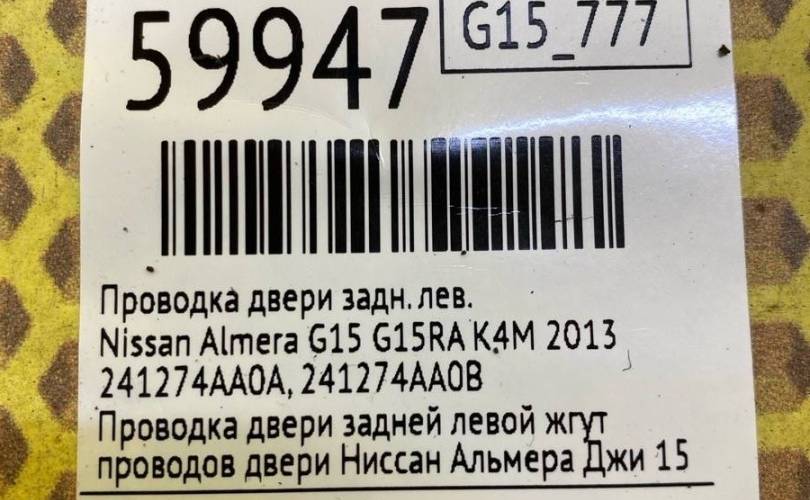 59947
G15_777
Проводка двери задн. лев.
Nissan Almera G15 G15RA K4M 2013
241274AA0A, 241274AA0B
Проводка двери задней левой жгут
проводов двери Ниссан Альмера Джи 15